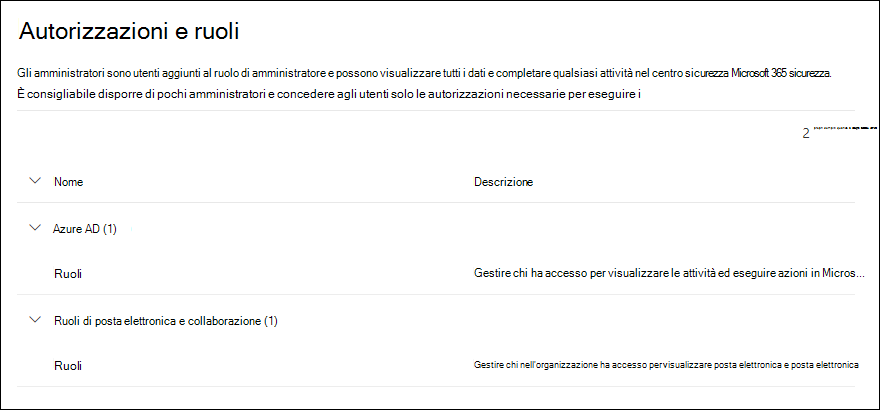 Autorizzazioni e ruoli
Gli amministratori sono utenti aggiunti al ruolo di amministratore e possono visualizzare tutti i dati e completare qualsiasi attività nel centro sicurezza Microsoft 365 sicurezza.
È consigliabile disporre di pochi amministratori e concedere agli utenti solo le autorizzazioni necessarie per eseguire i
2
Nome Descrizione
Azure AD (1)
Ruoli Gestire chi ha accesso per visualizzare le attività ed eseguire azioni in Micros...
Ruoli di posta elettronica e collaborazione (1)
Ruoli Gestire chi nell'organizzazione ha accesso pervisualizzare posta elettronica e posta elettronica